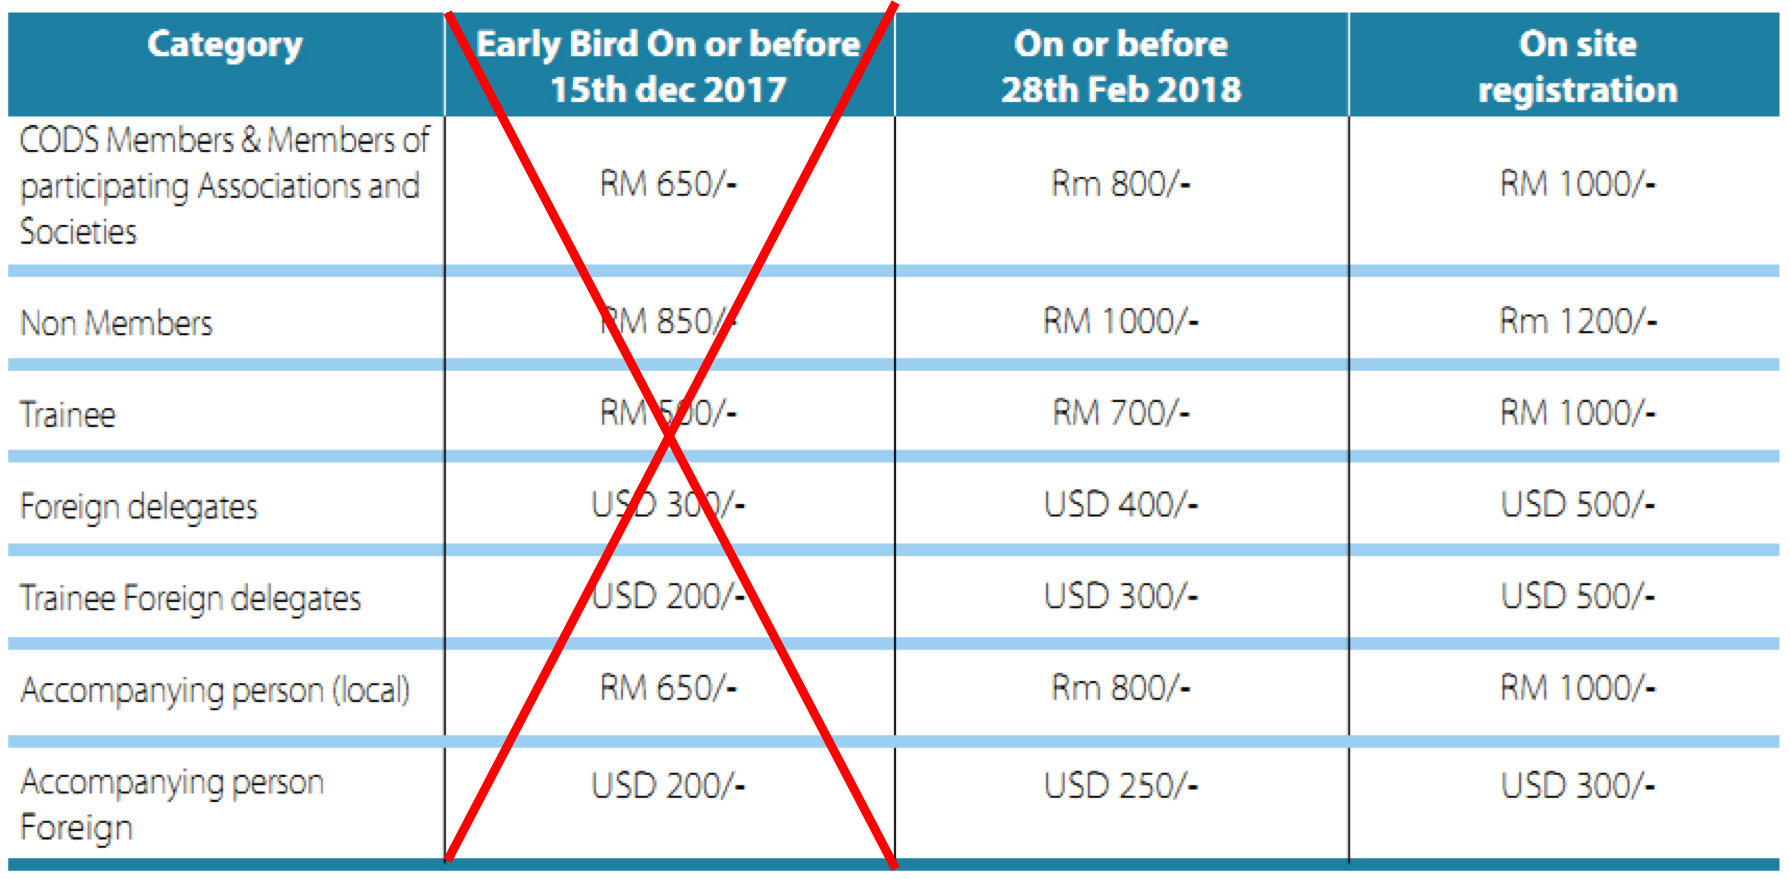 Category
Early Bird On or before
15th dec 2017
On or before
28th Feb 2018
On site
registration
CODS Members & Members of
participating Associations and
Societies
RM 650/-
Rm 800/-
RM 1000/-
Non Members
RM 850/-
RM 1000/-
Rm 1200/-
Trainee
RM 500/-
RM 700/-
RM 1000/-
Foreign delegates
USD 300/-
USD 400/-
USD 500/-
Trainee Foreign delegates
USD 200/-
USD 300/-
USD 500/-
Accompanying person (local)
RM 650/-
Rm 800/-
RM 1000/-
Accompanying person
Foreign
USD 200/-
USD 250/-
USD 300/-